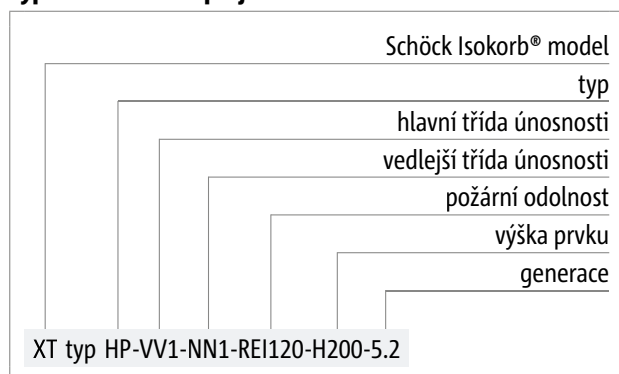 Schöck Isokorb® model
typ
hlavní třída únosnosti
vedlejší třída únosnosti
požární odolnost
výška prvku
generace
XT typ HP-VV1-NN1-REI120-H200-5.2